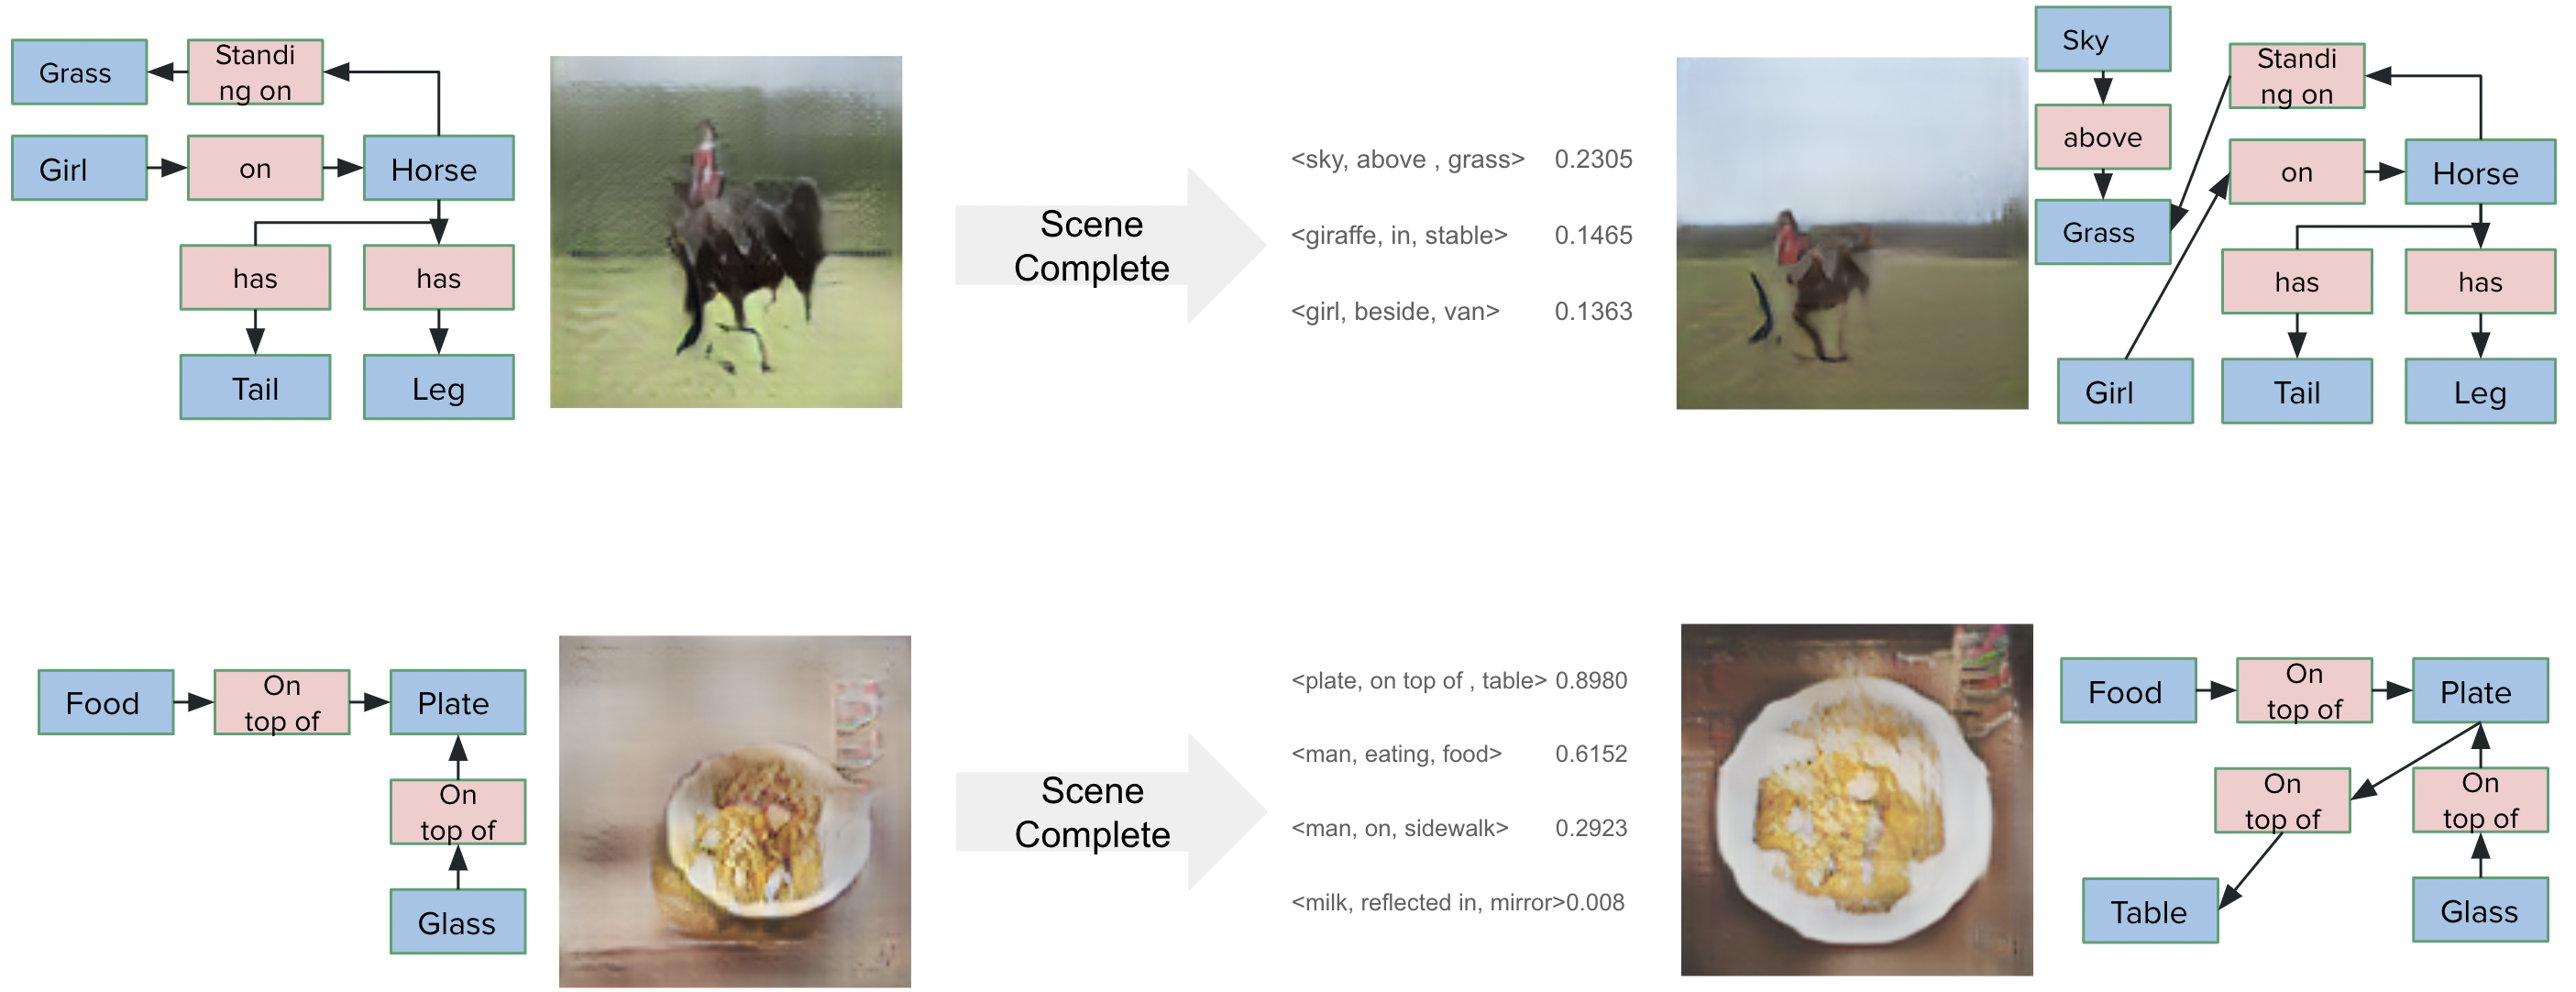 Grass
Standi
ng on
Girl
on
Horse
has
has
Tail
Leg
Scene
Complete
<sky, above , grass> 0.2305
<giraffe, in, stable> 0.1465
<girl, beside, van> 0.1363
Sky
Standi
ng on
above
on
Horse
Grass
has
has
Girl
Tail
Leg
Food
On
top of
Plate
On
top of
Glass
Scene
Complete
<plate, on top of , table> 0.8980
<man, eating, food> 0.6152
<man, on, sidewalk> 0.2923
<milk, reflected in, mirror>0.008
Food
On
top of
Plate
On
top of
On
top of
Table
Glass